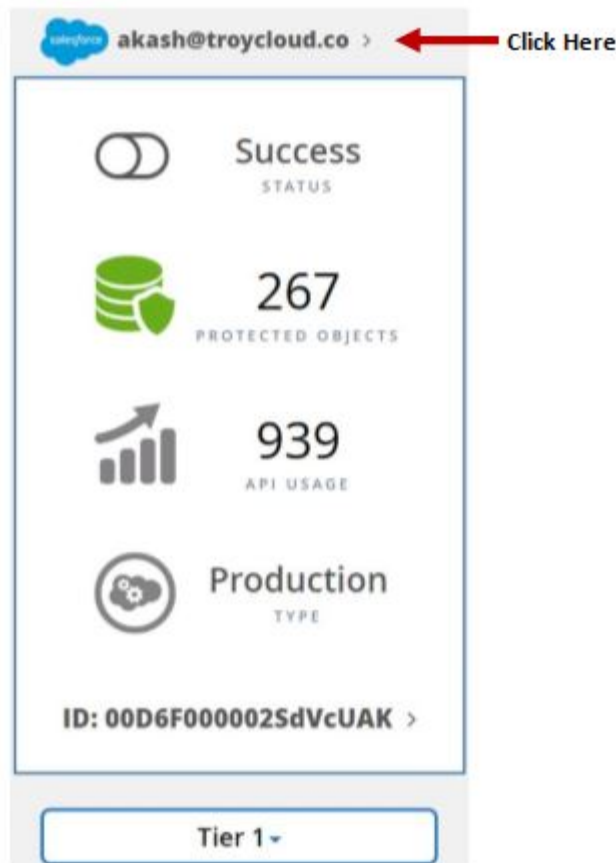 salesforce akash@troycloud.co > Click Here
Success
STATUS
267
PROTECTED OBJECTS
939
API USAGE
Production
TYPE
ID: 00D6F000002SdVcUAK >
Tier 1